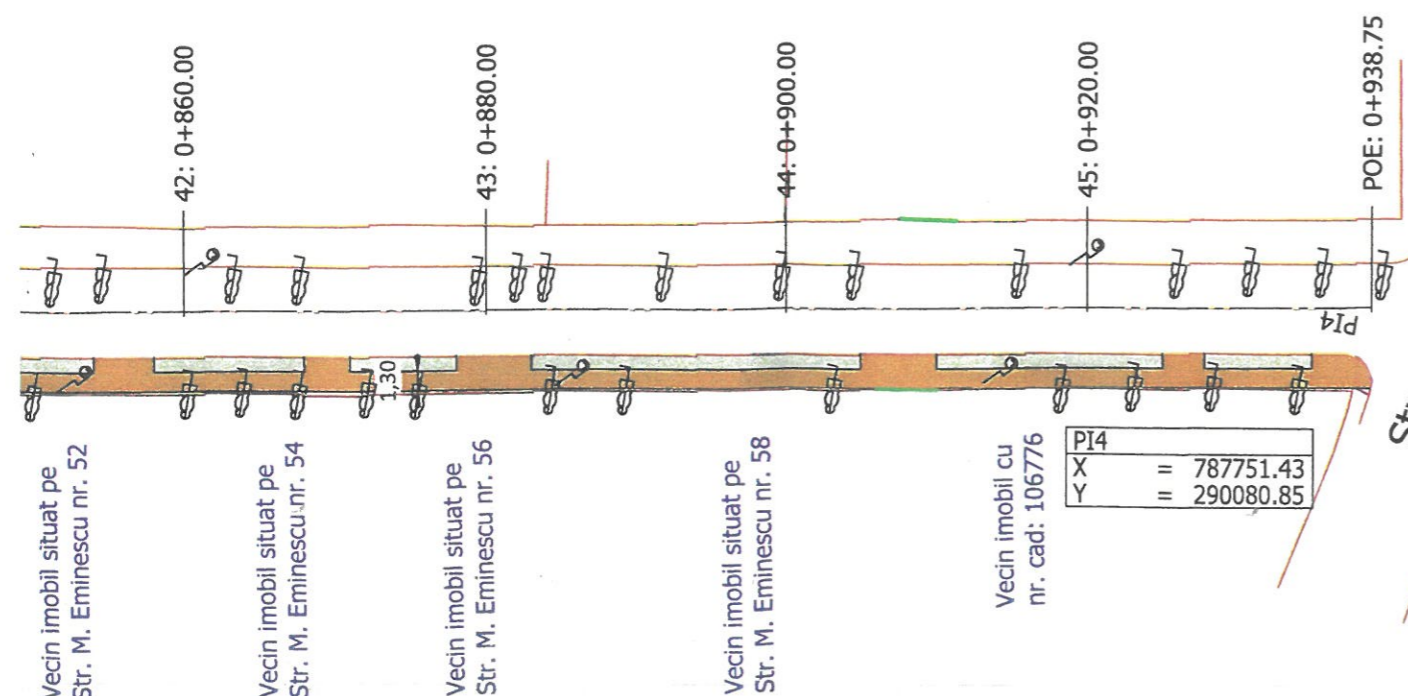 42: 0+860.00
43: 0+880.00
44: 0+900.00
45: 0+920.00
POE: 0+938.75
PI4
1,30
Vecin imobil situat pe
Str. M. Eminescu nr. 52
Vecin imobil situat pe
Str. M. Eminescu nr. 54
Vecin imobil situat pe
Str. M. Eminescu nr. 56
Vecin imobil situat pe
Str. M. Eminescu nr. 58
Vecin imobil cu
nr. cad: 106776
PI4
X = 787751.43
Y = 290080.85